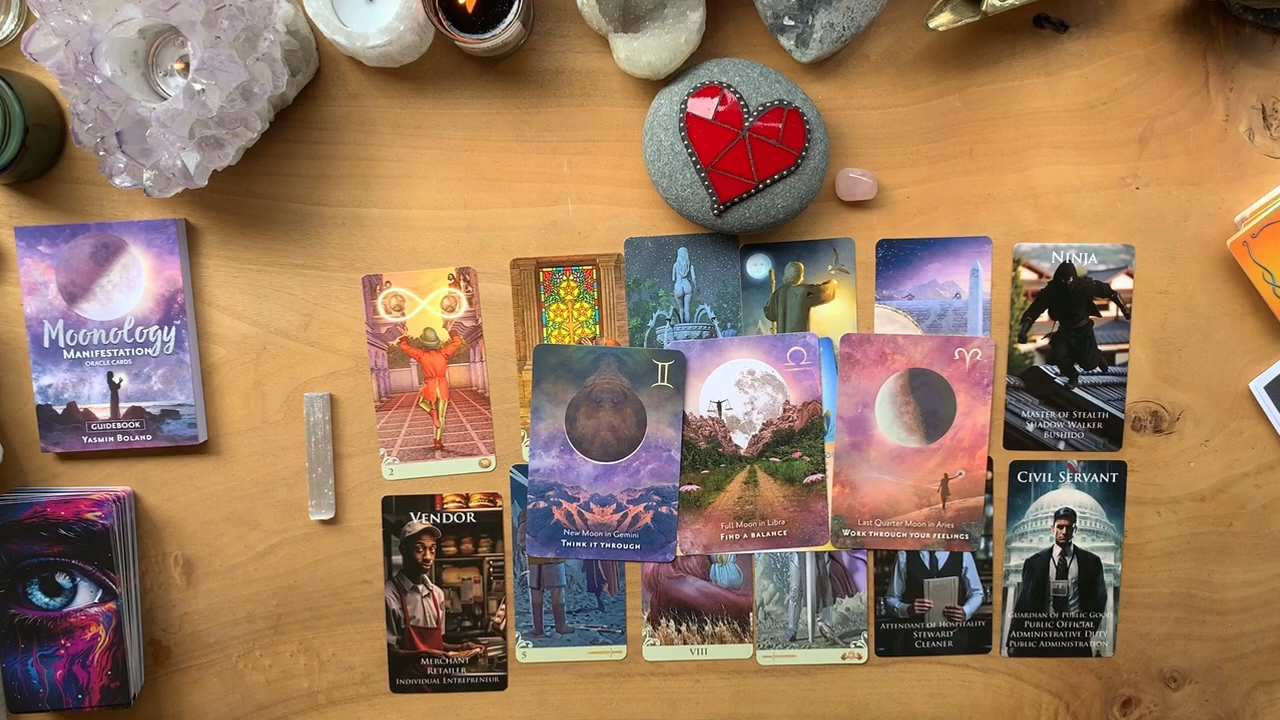 Moonology™
MANIFESTATION
ORACLE CARDS
GUIDEBOOK
YASMIN BOLAND
2
VENDOR
MERCHANT
RETAILER
INDIVIDUAL ENTREPRENEUR
5
New Moon in Gemini
THINK IT THROUGH
Full Moon in Libra
FIND A BALANCE
VIII
Last Quarter Moon in Aries
WORK THROUGH YOUR FEELINGS
ATTENDANT OF HOSPITALITY
STEWARD
CLEANER
NINJA
MASTER OF STEALTH
SHADOW WALKER
BUSHIDO
CIVIL SERVANT
GUARDIAN OF PUBLIC GOOD
PUBLIC OFFICIAL
ADMINISTRATIVE DUTY
PUBLIC ADMINISTRATION